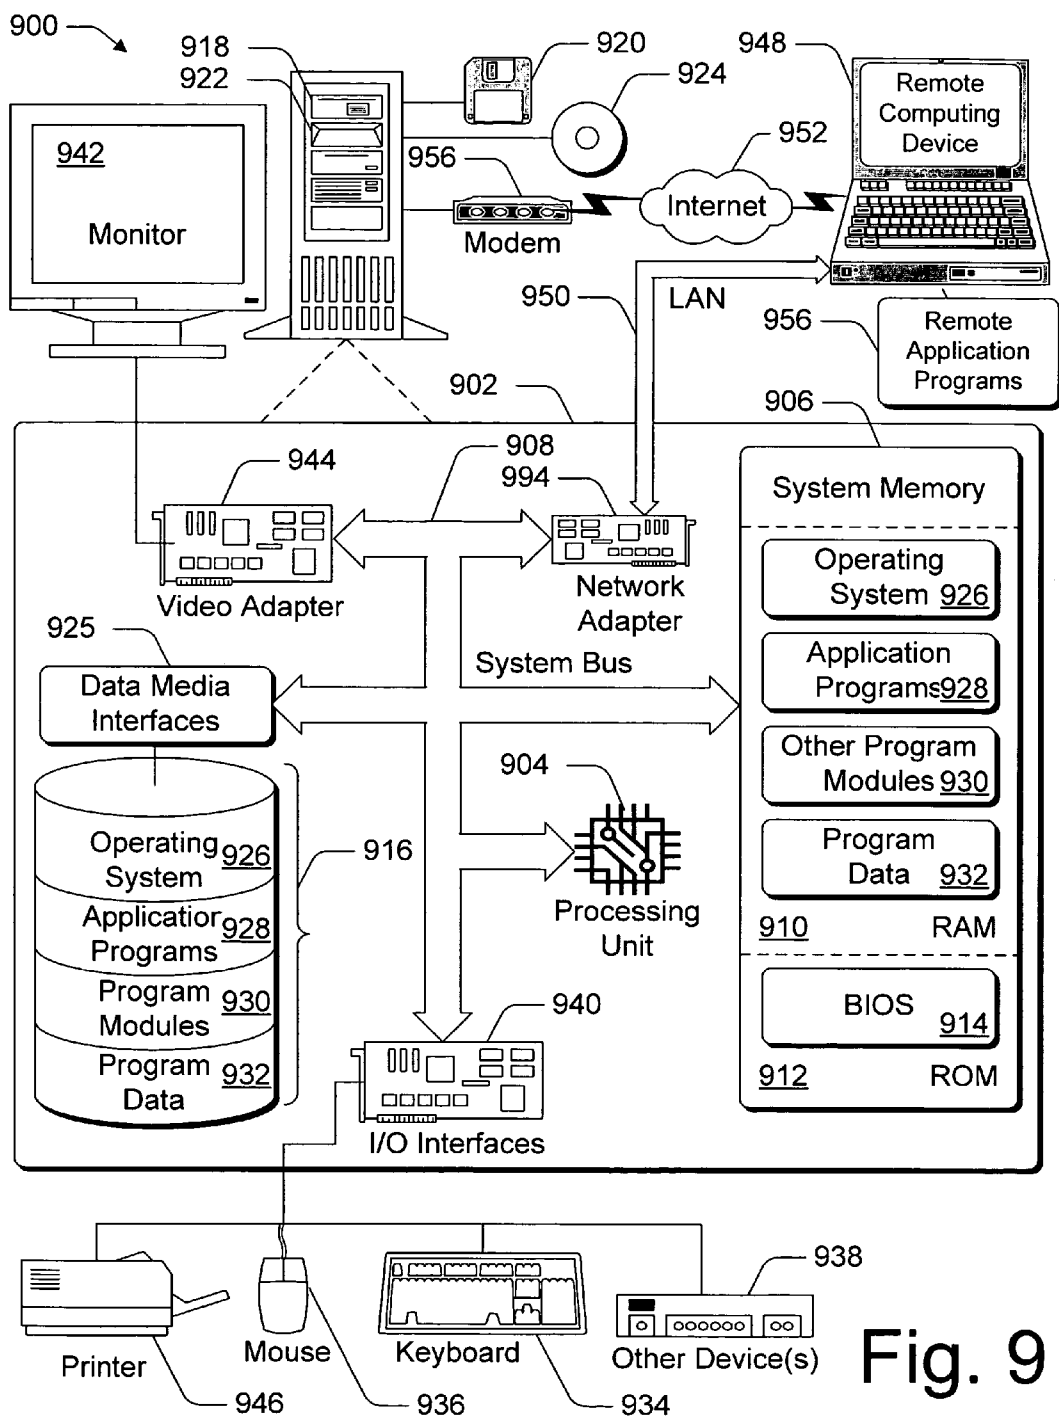 900
918
922
920
924
948
Remote
Computing
Device
942
Monitor
956
Modem
952
Internet
950
LAN
956
Remote
Application
Programs
902
906
908
944
994
System Memory
Video Adapter
Network
Adapter
Operating
System 926
925
Data Media
Interfaces
System Bus
Application
Programs 928
Other Program
Modules 930
904
Processing
Unit
Program
Data 932
910 RAM
Operating
System 926
916
Application
Programs 928
Program
Modules 930
Program
Data 932
940
I/O Interfaces
BIOS
914
912 ROM
Printer
946
Mouse
936
Keyboard
934
938
Other Device(s)
Fig. 9